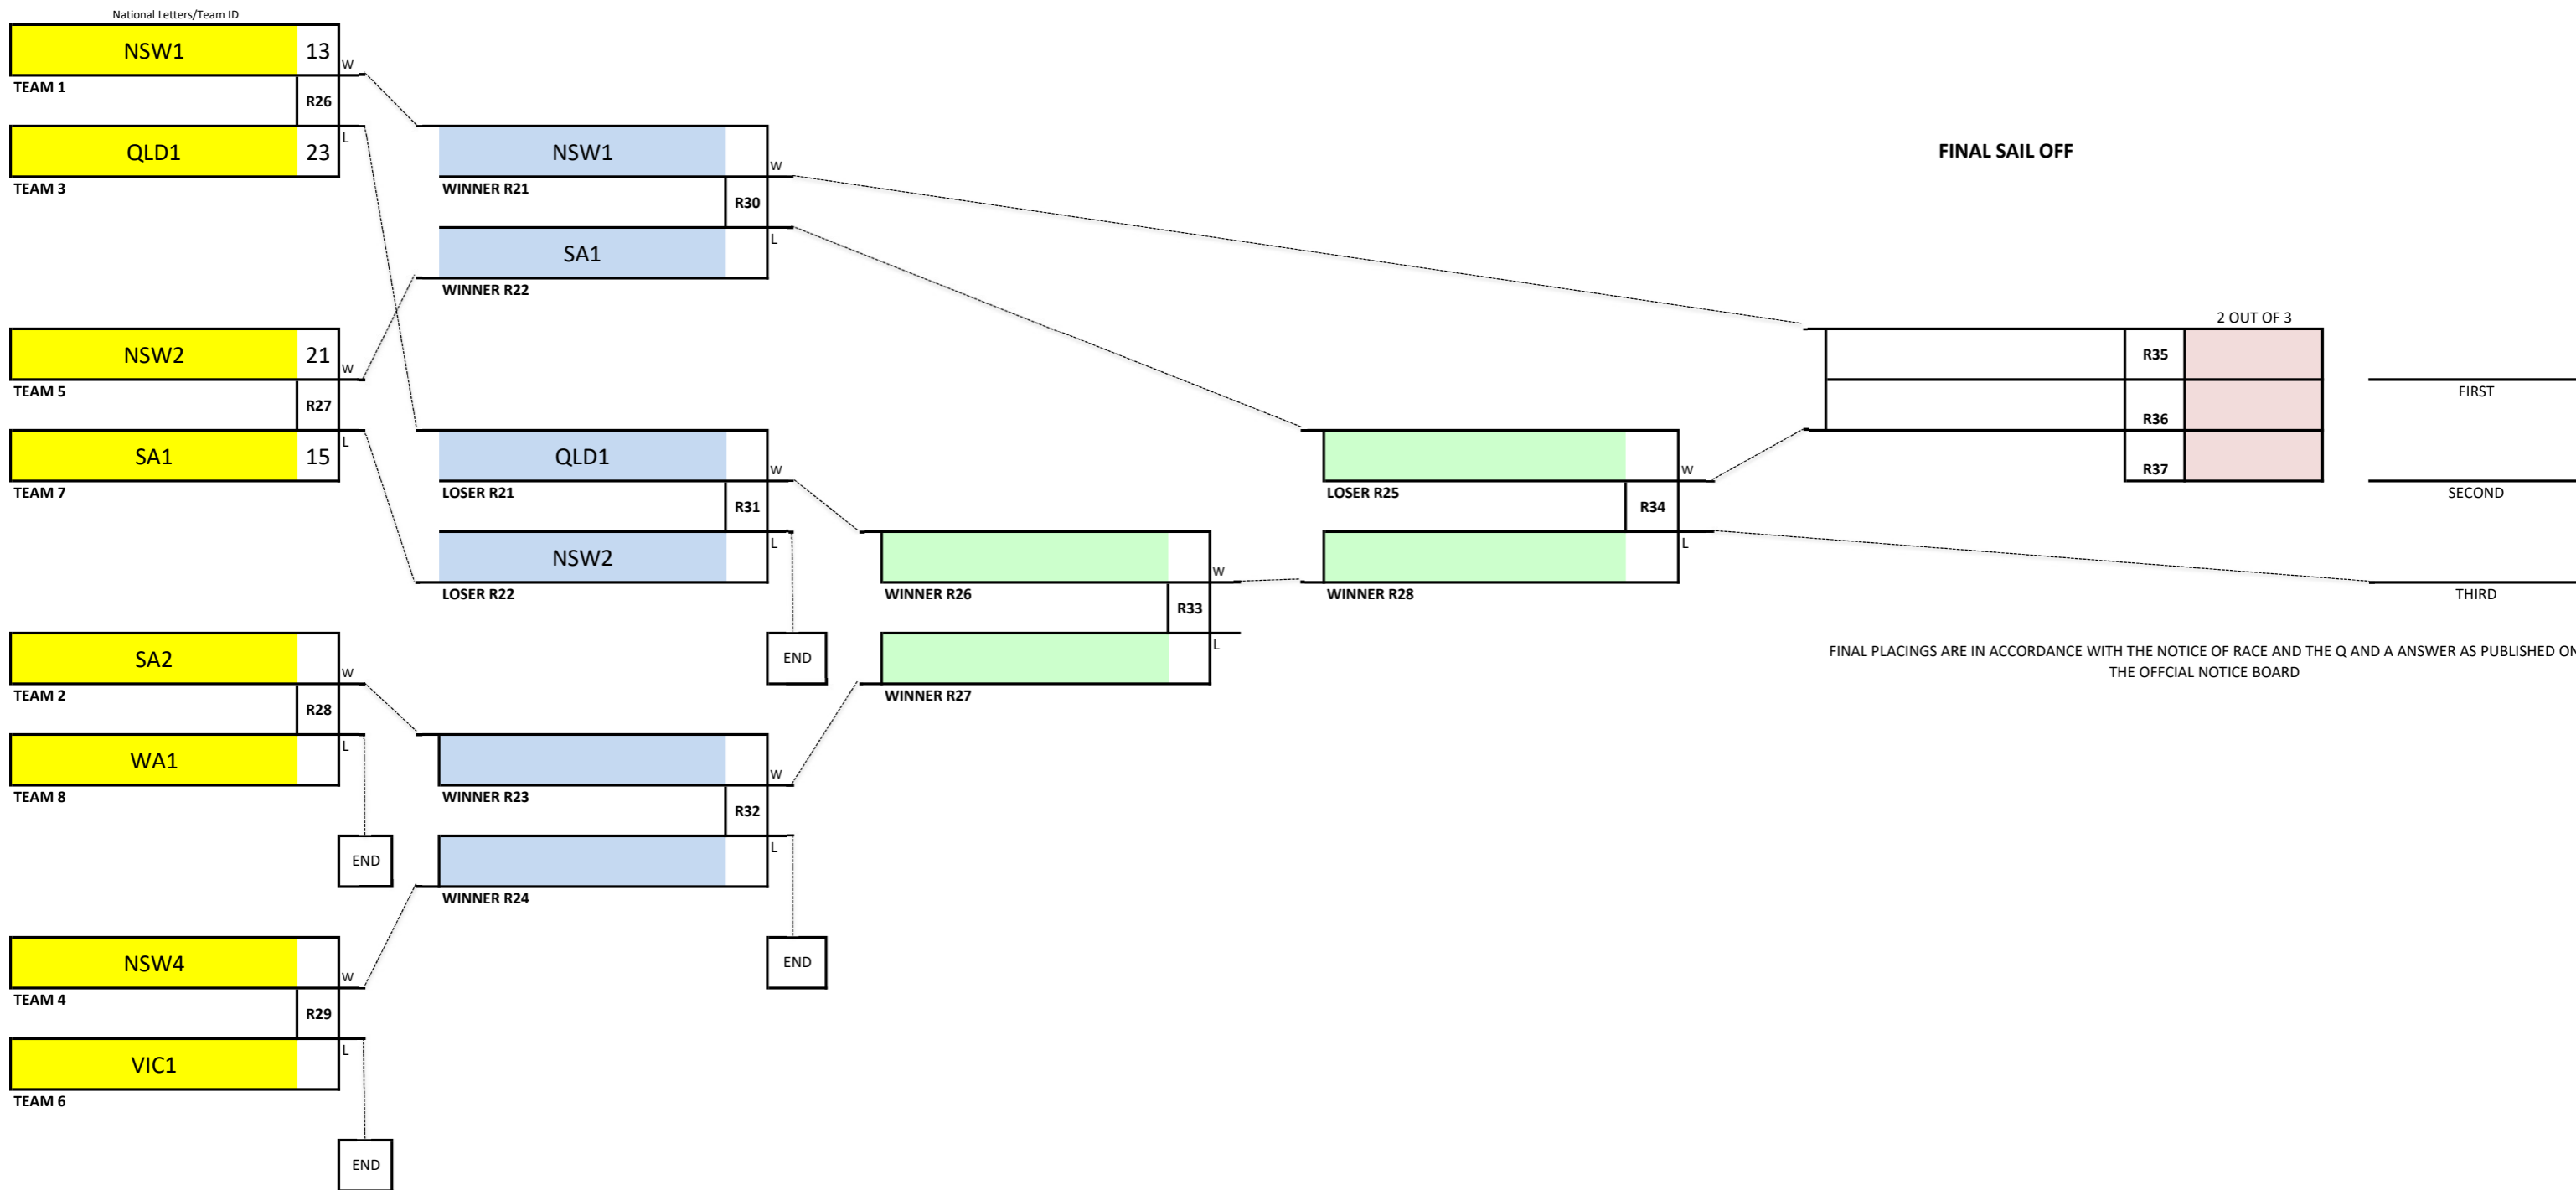 National Letters/Team ID
NSW1 13
W
TEAM 1
R26
L
QLD1 23
TEAM 3
NSW1
W
WINNER R21
R30
L
SA1
WINNER R22
FINAL SAIL OFF
NSW2 21
W
TEAM 5
R27
L
SA1 15
TEAM 7
QLD1
W
LOSER R21
R31
L
NSW2
LOSER R22
END
2 OUT OF 3
R35
R36
R37
FIRST
SECOND
THIRD
W
LOSER R25
R34
L
WINNER R28
W
WINNER R26
R33
L
WINNER R27
FINAL PLACINGS ARE IN ACCORDANCE WITH THE NOTICE OF RACE AND THE Q AND A ANSWER AS PUBLISHED ON
THE OFFCIAL NOTICE BOARD
SA2
W
TEAM 2
R28
L
WA1
TEAM 8
END
W
WINNER R23
R32
L
WINNER R24
END
NSW4
W
TEAM 4
R29
L
VIC1
TEAM 6
END